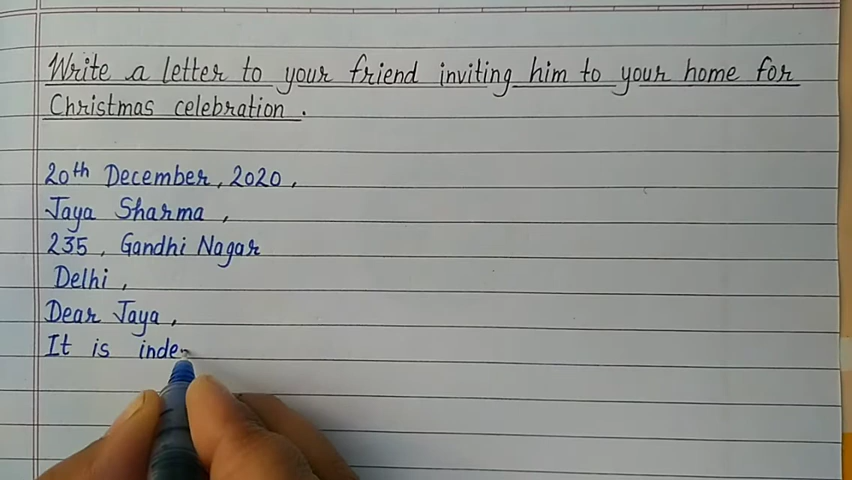 Write a letter to your friend inviting him to your home for
Christmas celebration.
20th December, 2020,
Jaya Sharma,
235, Gandhi Nagar
Delhi,
Dear Jaya,
It is inde